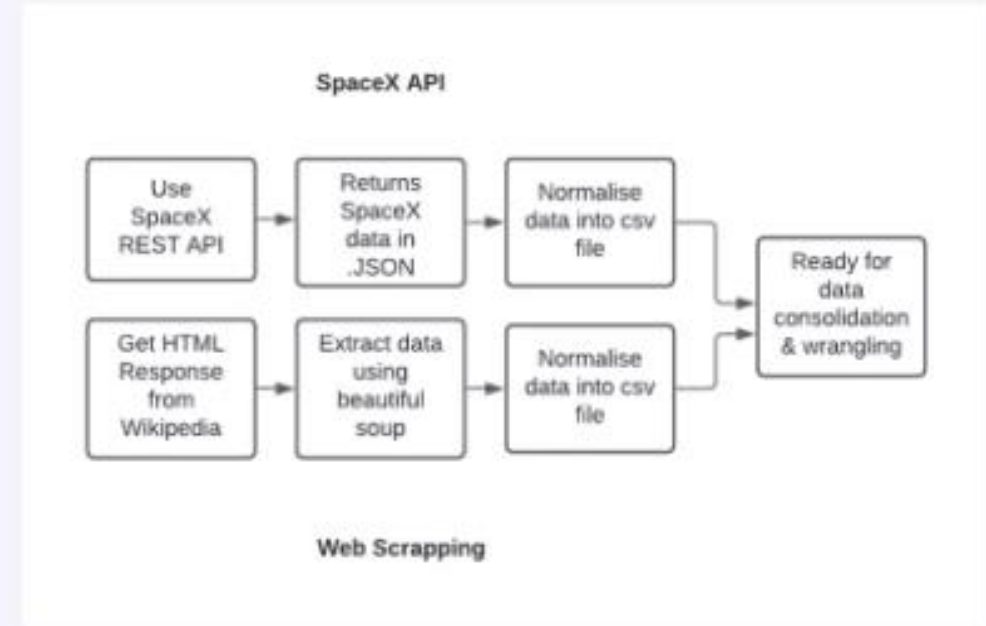 SpaceX API
Use
SpaceX
REST API
Returns
SpaceX
data in
.JSON
Normalise
data into csv
file
Get HTML
Response
from
Wikipedia
Extract data
using
beautiful
soup
Normalise
data into csv
file
Ready for
data
consolidation
& wrangling
Web Scrapping